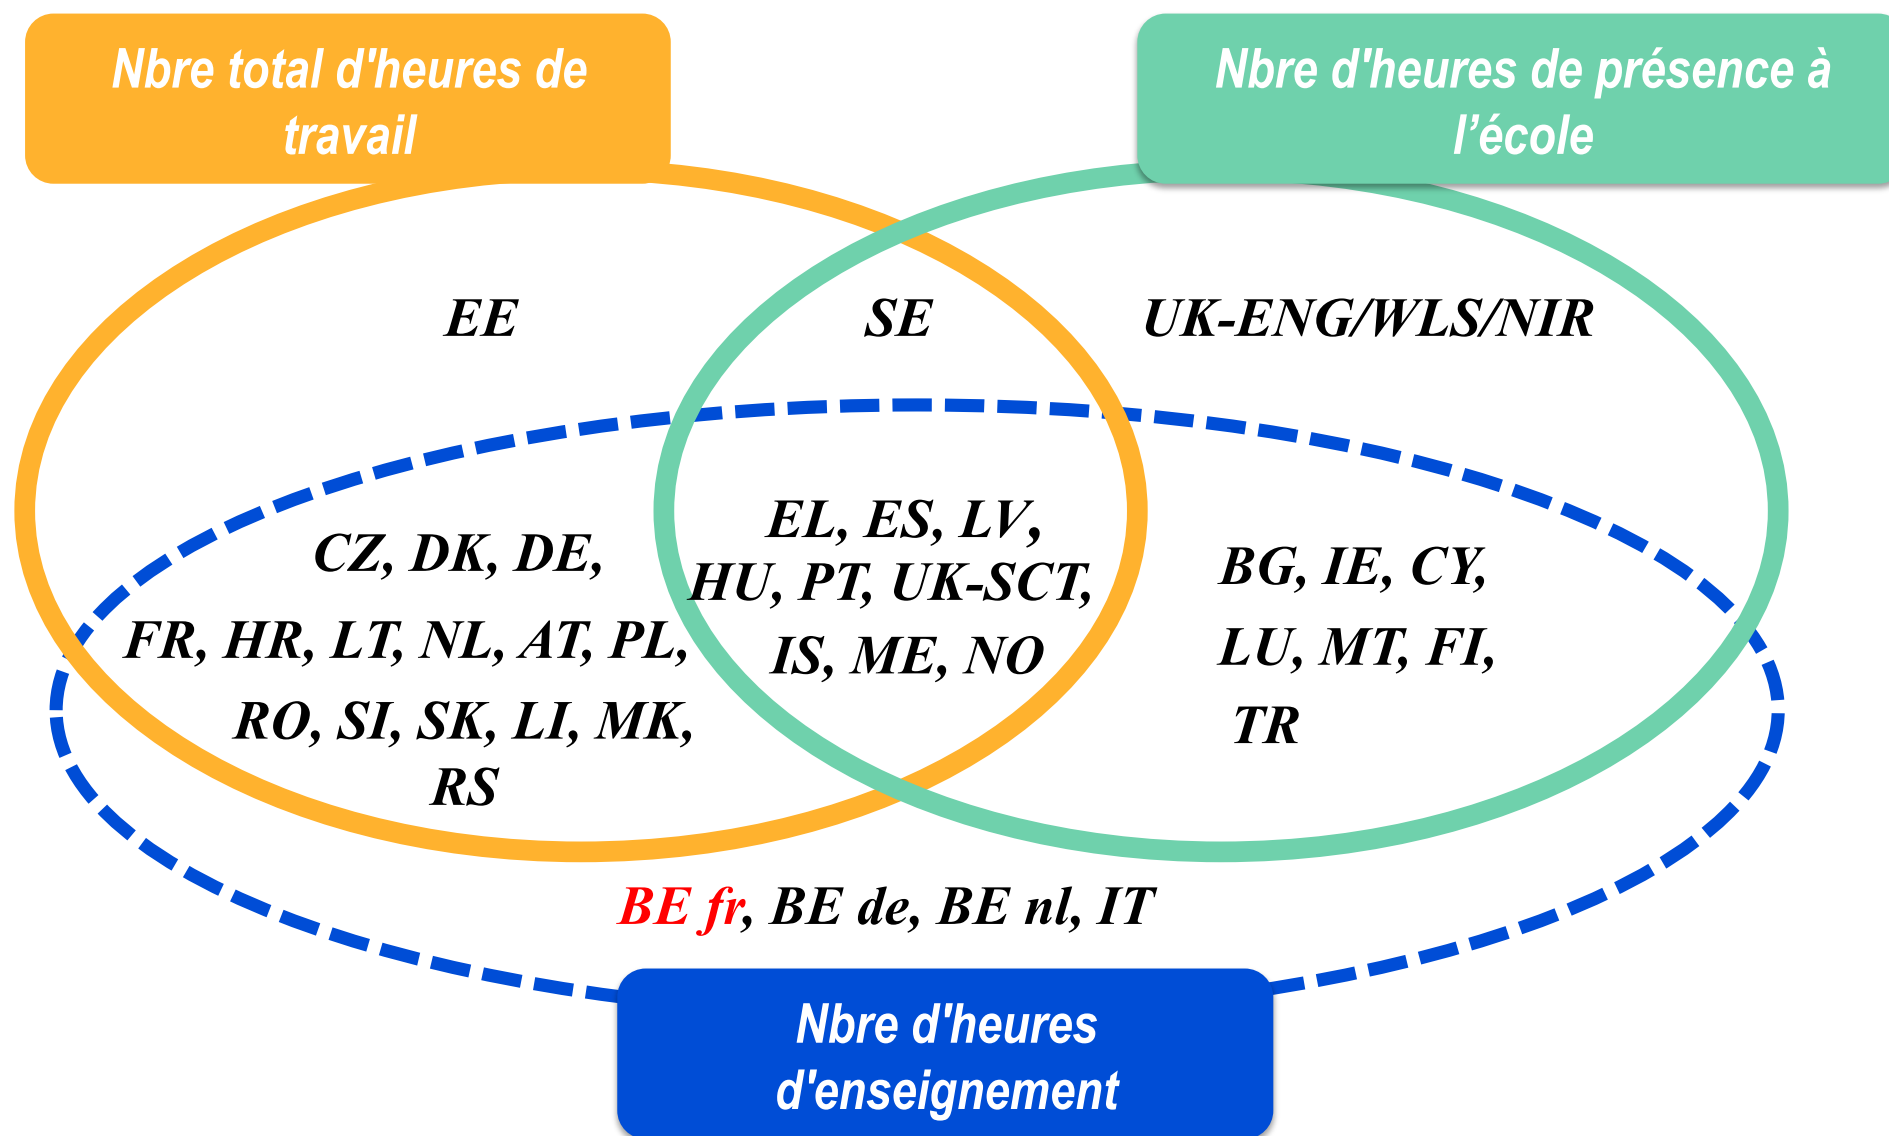 Nbre total d'heures de
travail
Nbre d'heures de présence à
l’école
EE
SE
UK-ENG/WLS/NIR
CZ, DK, DE,
FR, HR, LT, NL, AT, PL,
RO, SI, SK, LI, MK,
RS
EL, ES, LV,
HU, PT, UK-SCT,
IS, ME, NO
BG, IE, CY,
LU, MT, FI,
TR
BE fr, BE de, BE nl, IT
Nbre d'heures
d'enseignement